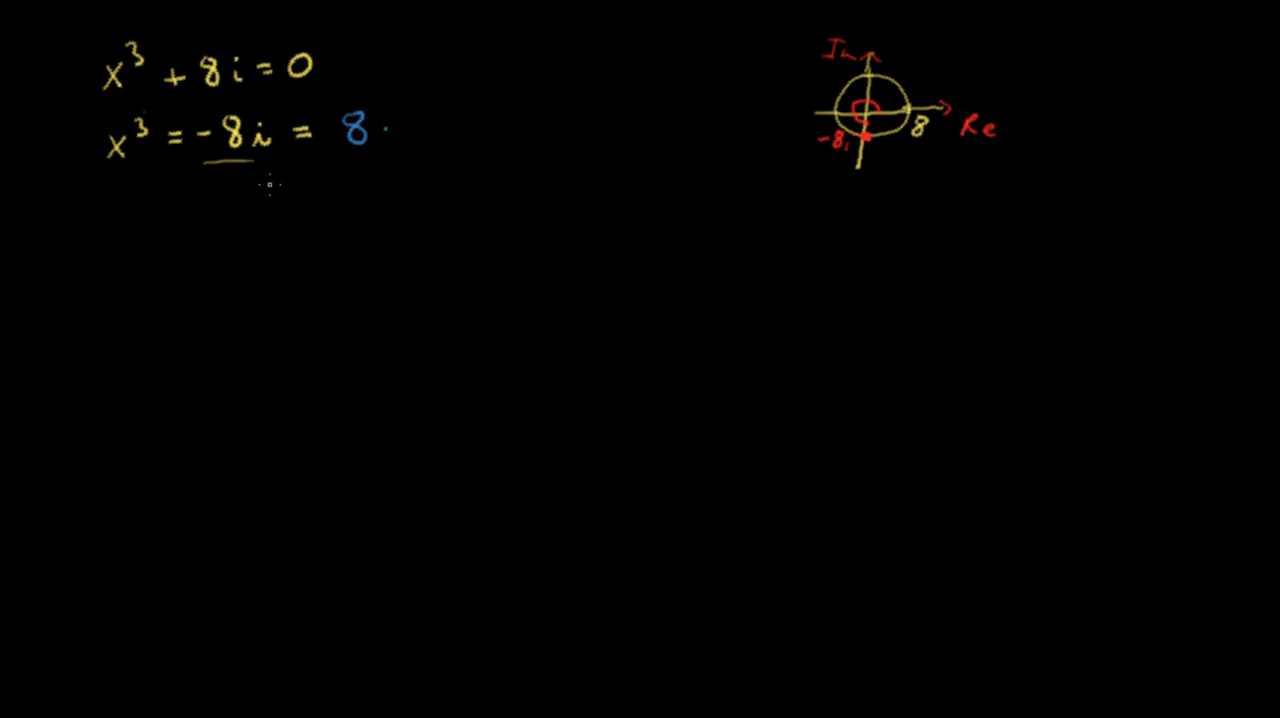 x³ + 8i = 0
x³ = -8i = 8 ·
Im
8
-8i
Re